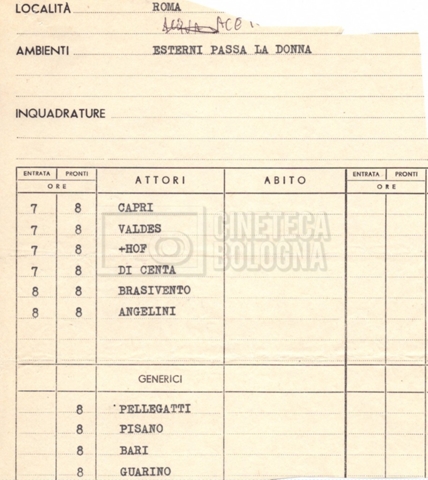 LOCALITÀ ROMA
AMBIENTI ESTERNI PASSA LA DONNA
INQUADRATURE
ENTRATA PRONTI ATTORI ABITO ENTRATA PRONTI
ORE ORE
7 8 CAPRI
7 8 VALDES
7 8 +HOF
7 8 DI CENTA
8 8 BRASIVENTO
8 8 ANGELINI
CINETECA
BOLOGNA
GENERICI
8 PELLEGATTI
8 PISANO
8 BARI
8 GUARINO